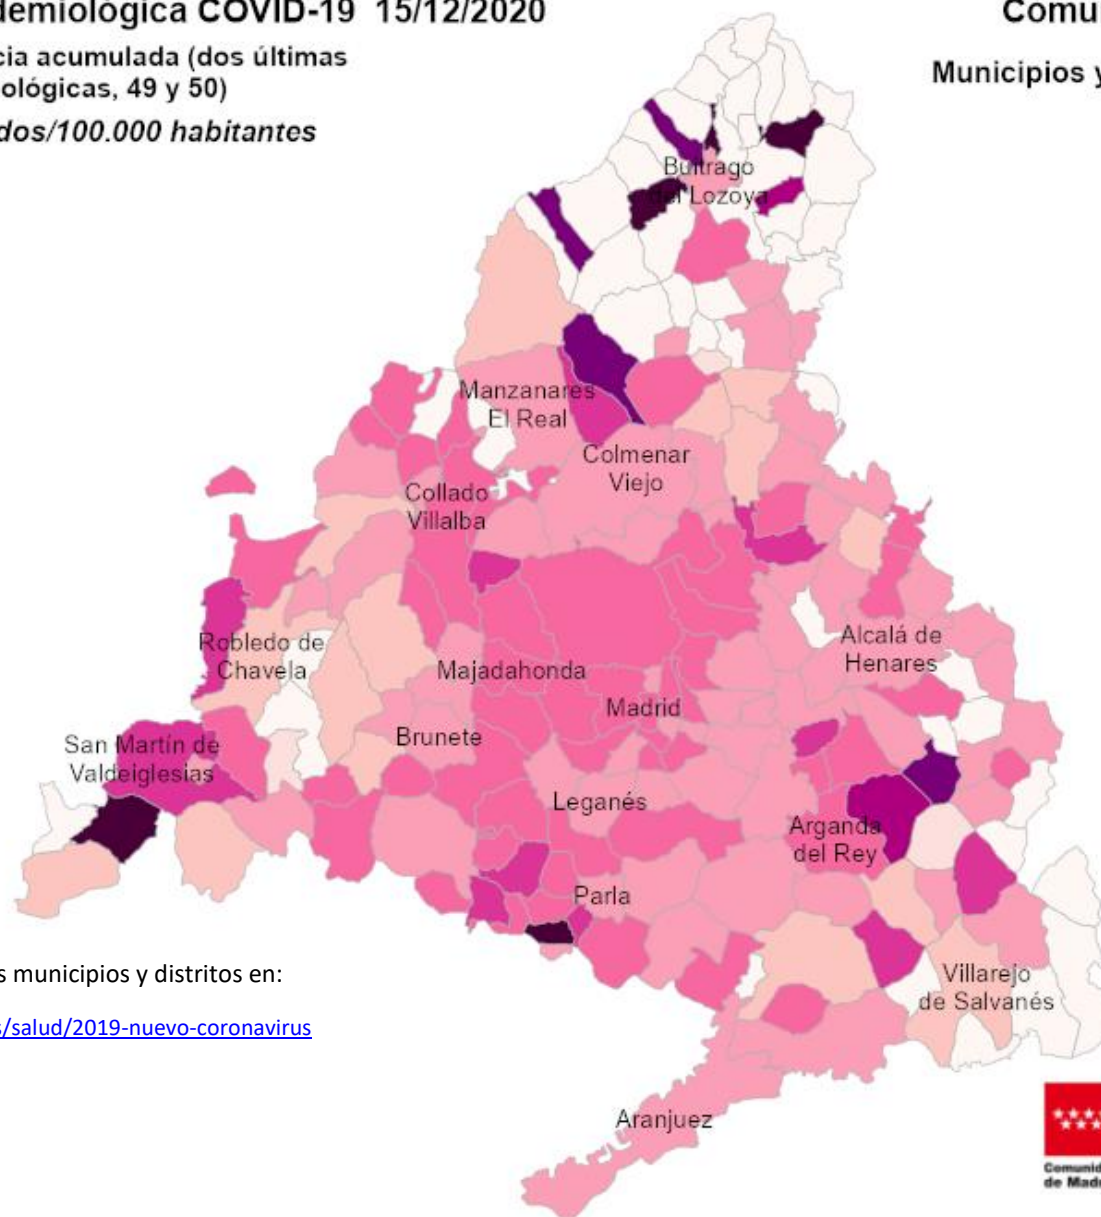 demiológica COVID-19 15/12/2020
Comu
cia acumulada (dos últimas
ológicas, 49 y 50)
Municipios y
dos/100.000 habitantes
Buitrago
del Lozoya
Manzanares
El Real
Colmenar
Viejo
Collado
Villalba
Robledo de
Chavela
Alcalá de
Henares
Majadahonda
Madrid
Brunete
San Martín de
Valdeiglesias
Leganés
Arganda
del Rey
Parla
s municipios y distritos en:
Villarejo
de Salvanés
s/salud/2019-nuevo-coronavirus
Aranjuez
Comunid
de Madr